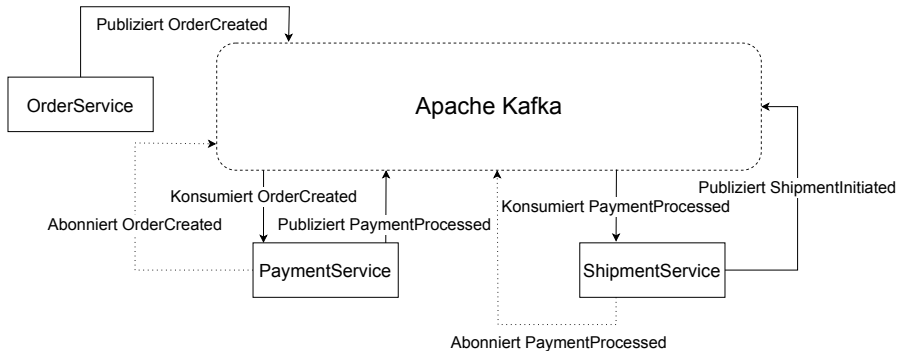 Publiziert OrderCreated
OrderService
Apache Kafka
Konsumiert OrderCreated
Publiziert ShipmentInitiated
Konsumiert PaymentProcessed
Abonniert OrderCreated
Publiziert PaymentProcessed
PaymentService
ShipmentService
Abonniert PaymentProcessed